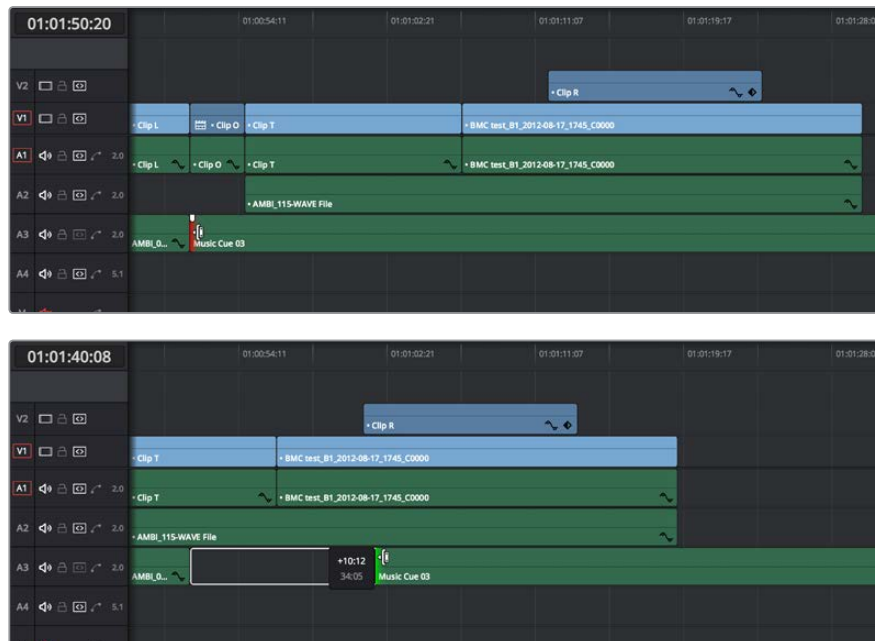 01:01:50:20
01:00:54:11 01:01:02:21 01:01:11:07 01:01:19:17 01:01:28:0
V2 • Clip R
V1 • Clip L • Clip O • Clip T • BMC test_B1_2012-08-17_1745_C0000
A1 2.0 • Clip L • Clip O • Clip T • BMC test_B1_2012-08-17_1745_C0000
A2 2.0 • AMBI_115-WAVE File
A3 2.0 AMBI_0... Music Cue 03
A4 5.1
01:01:40:08
01:00:54:11 01:01:02:21 01:01:11:07 01:01:19:17 01:01:28:0
V2 • Clip R
V1 • Clip T • BMC test_B1_2012-08-17_1745_C0000
A1 2.0 • Clip T • BMC test_B1_2012-08-17_1745_C0000
A2 2.0 • AMBI_115-WAVE File
+10:12
A3 2.0 AMBI_0... 34:05 Music Cue 03
A4 5.1